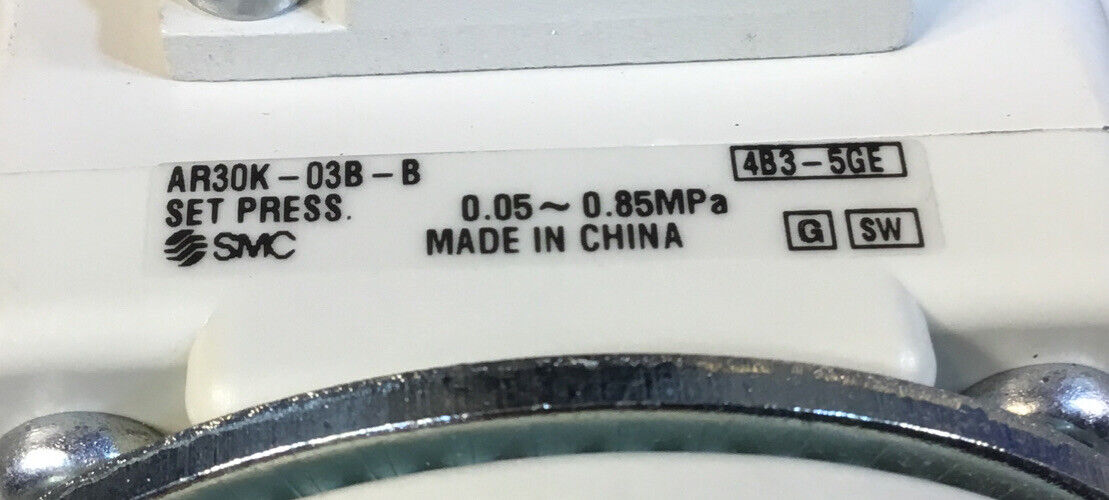 AR30K-03B-B 4B3-5GE
SET PRESS. 0.05~0.85MPa
SMC MADE IN CHINA G SW